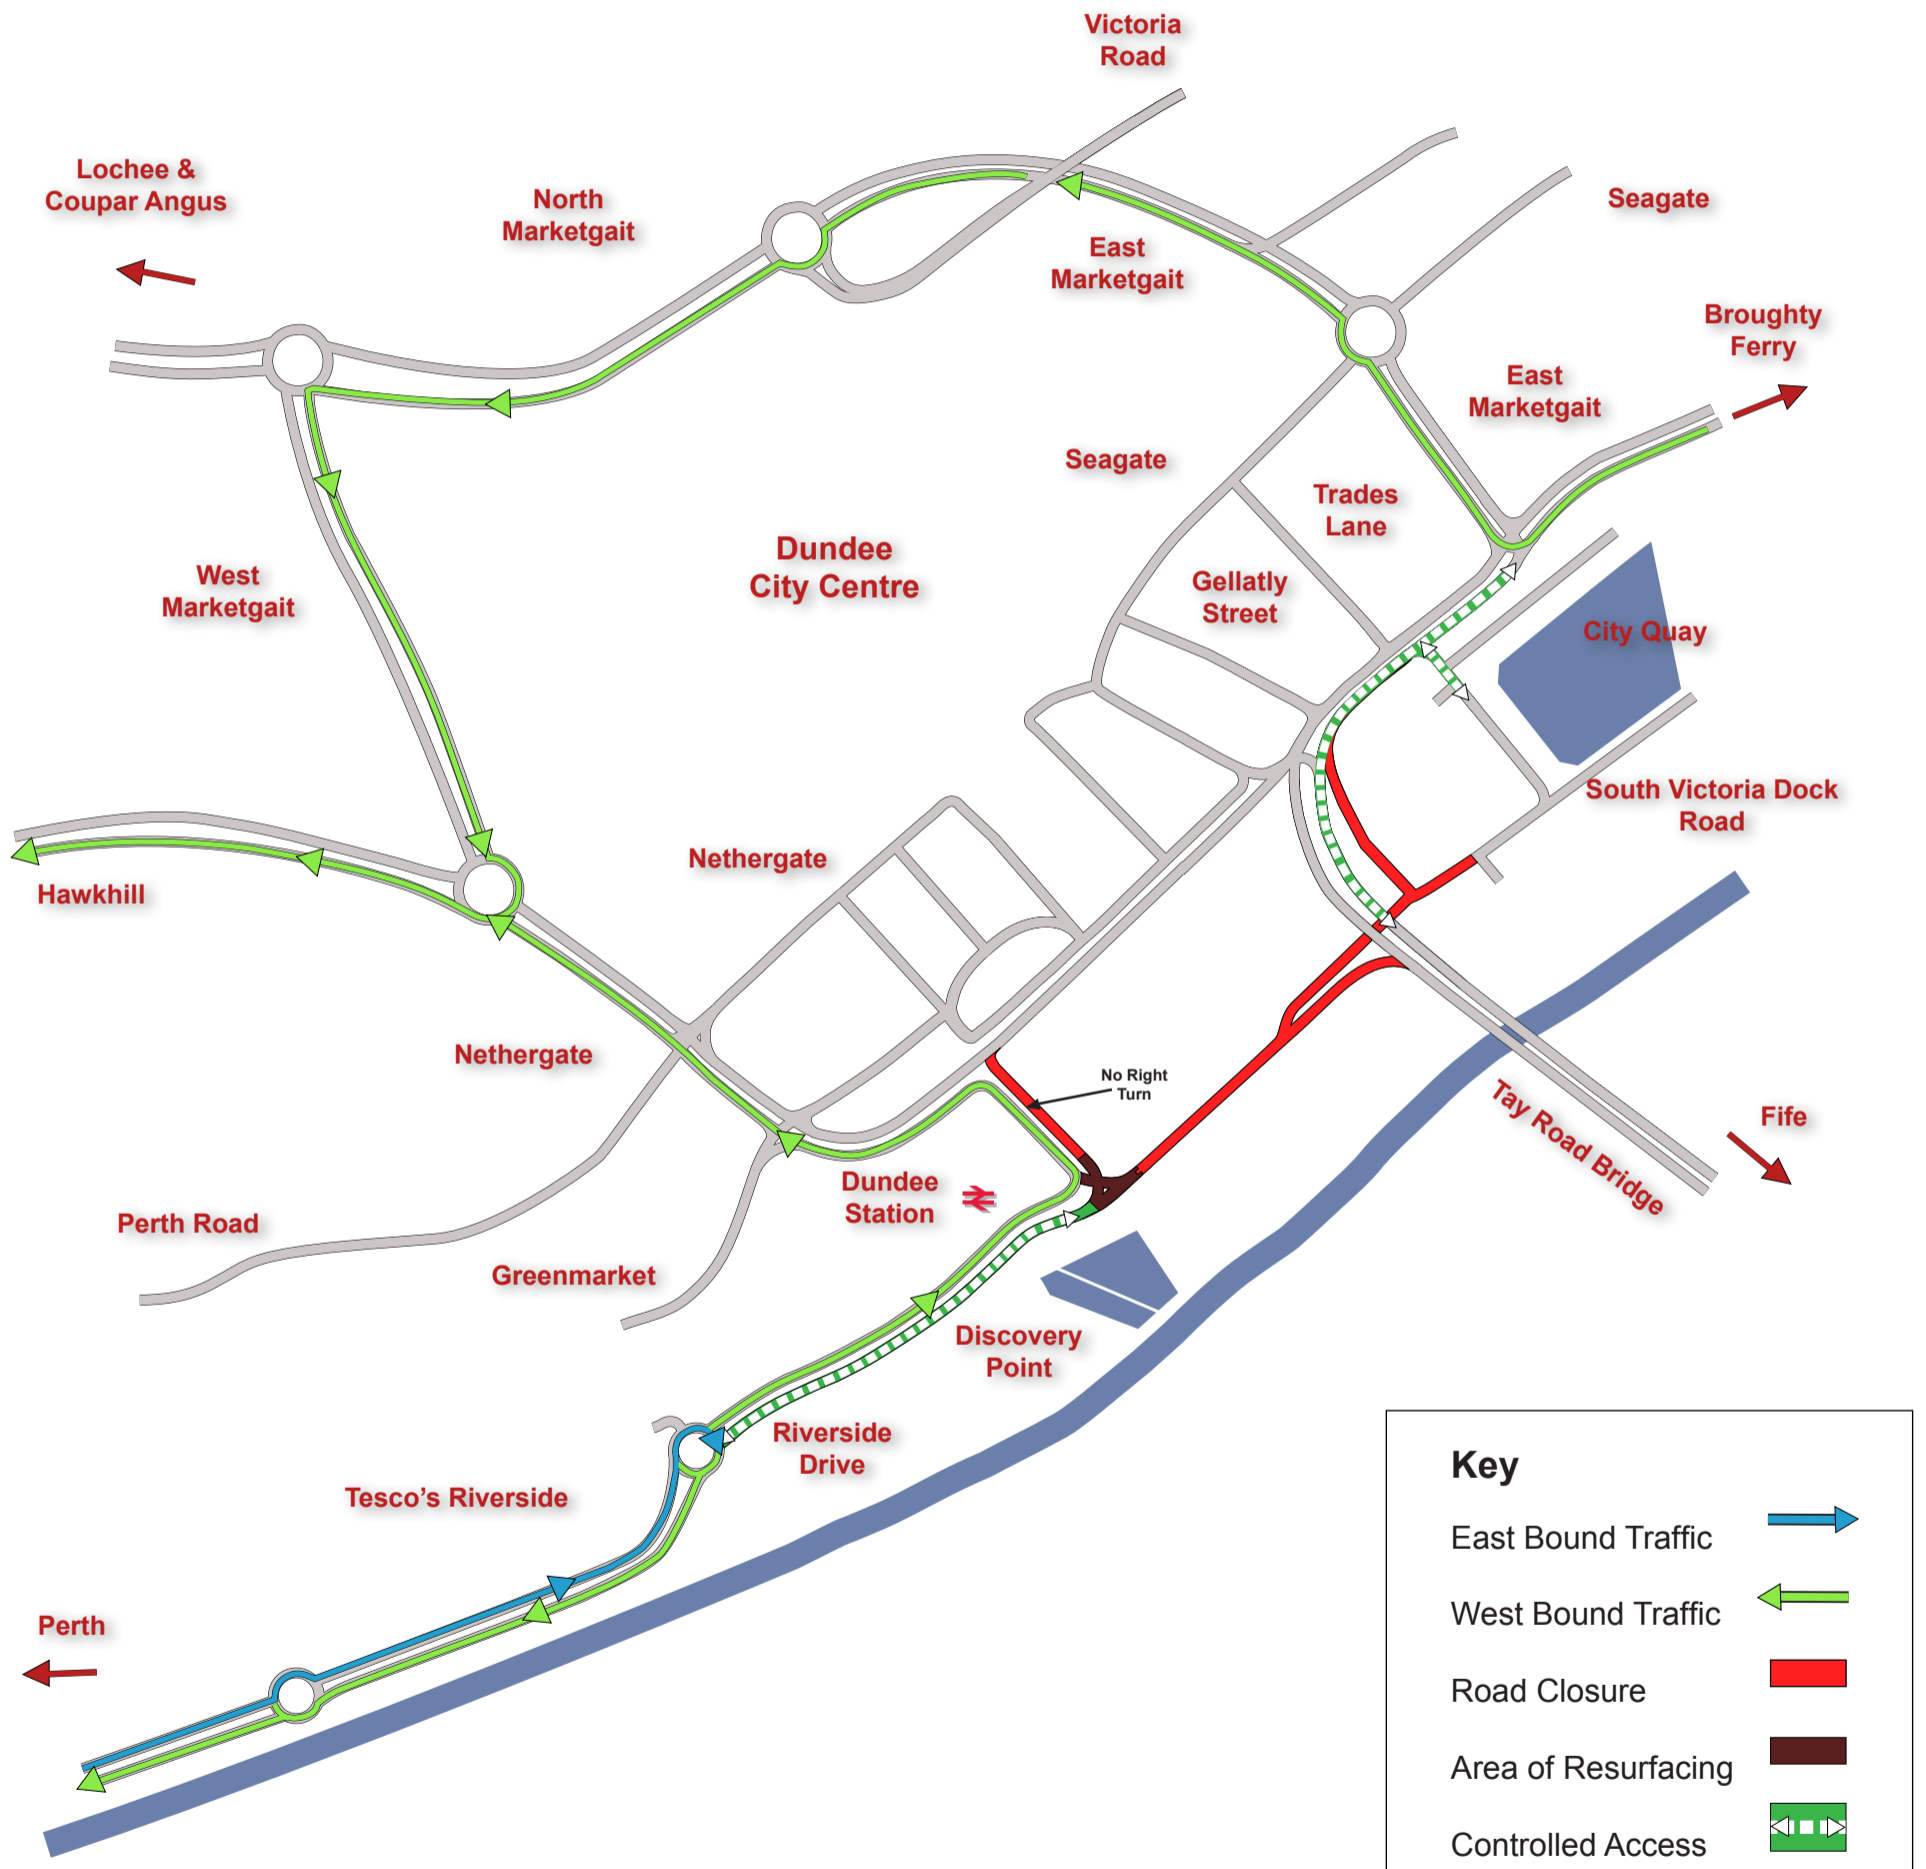 Victoria
Road
Lochee &
Coupar Angus
North
Marketgait
Seagate
East
Marketgait
Broughty
Ferry
East
Marketgait
Seagate
Trades
Lane
Dundee
City Centre
West
Marketgait
Gellatly
Street
City Quay
South Victoria Dock
Road
Nethergate
Hawkhill
Nethergate
No Right
Turn
Tay Road Bridge
Fife
Dundee
Station
Perth Road
Greenmarket
Discovery
Point
Riverside
Drive
Tesco’s Riverside
Perth
Key
East Bound Traffic
West Bound Traffic
Road Closure
Area of Resurfacing
Controlled Access